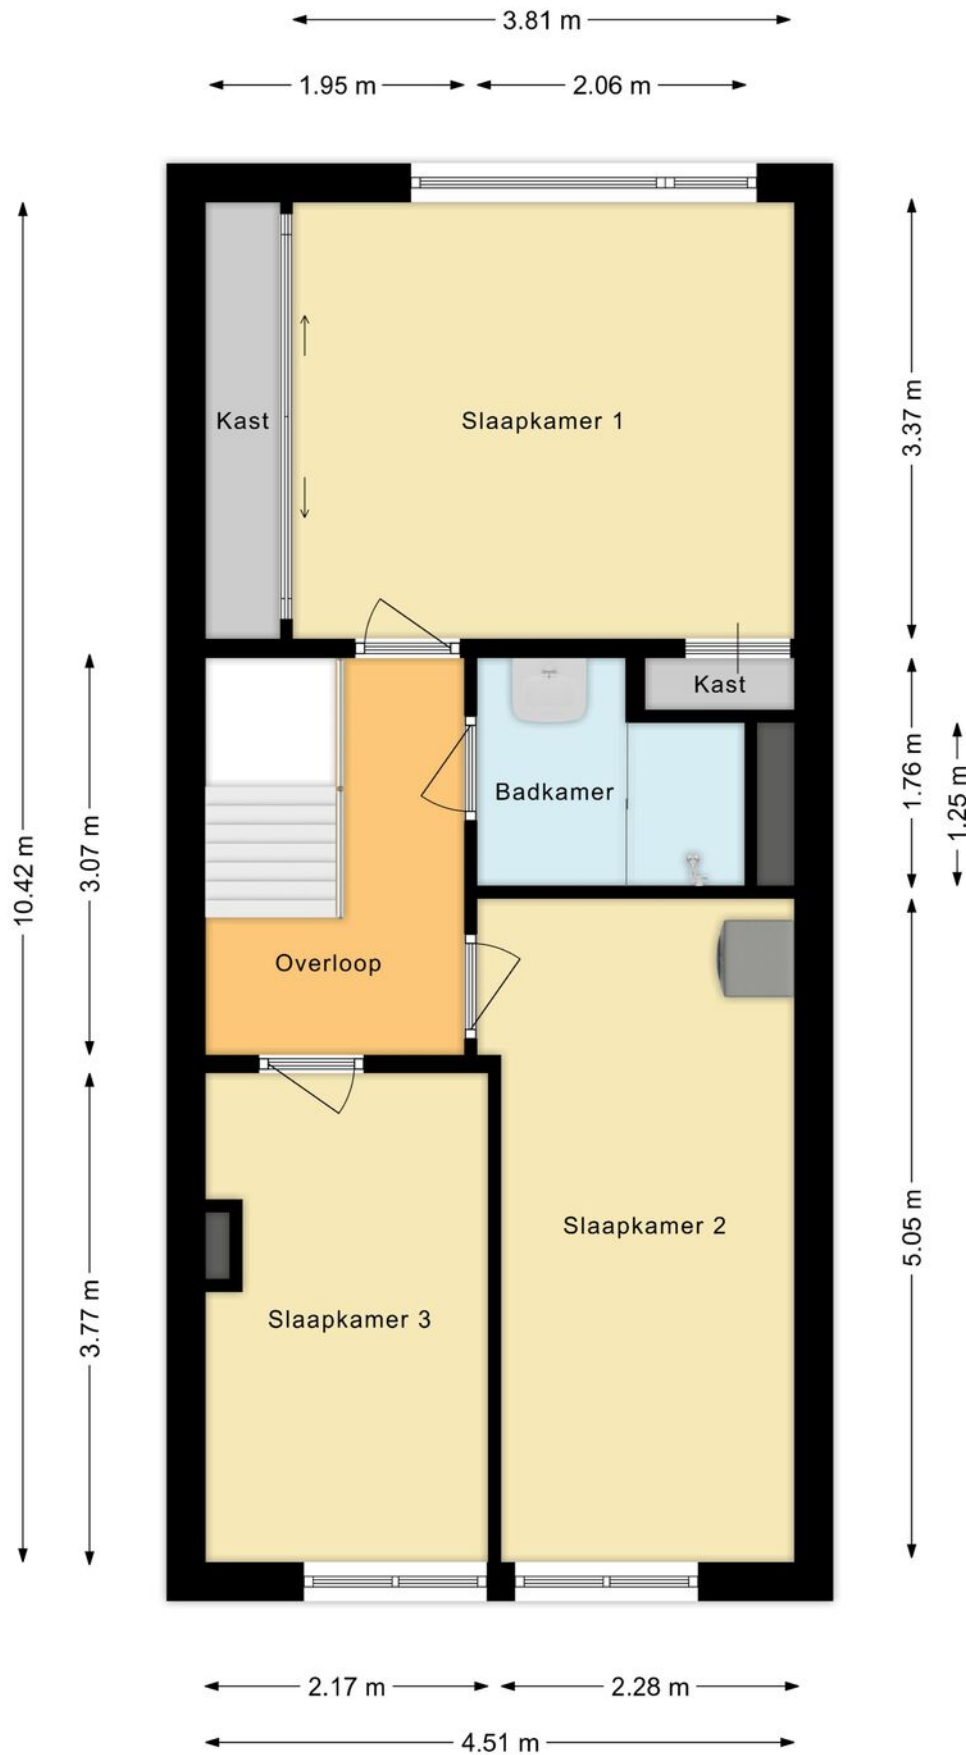 3.81 m
1.95 m
2.06 m
Kast
Slaapkamer 1
3.37 m
Kast
Badkamer
1.76 m
1.25 m
10.42 m
3.07 m
Overloop
Slaapkamer 2
5.05 m
Slaapkamer 3
3.77 m
2.17 m
2.28 m
4.51 m